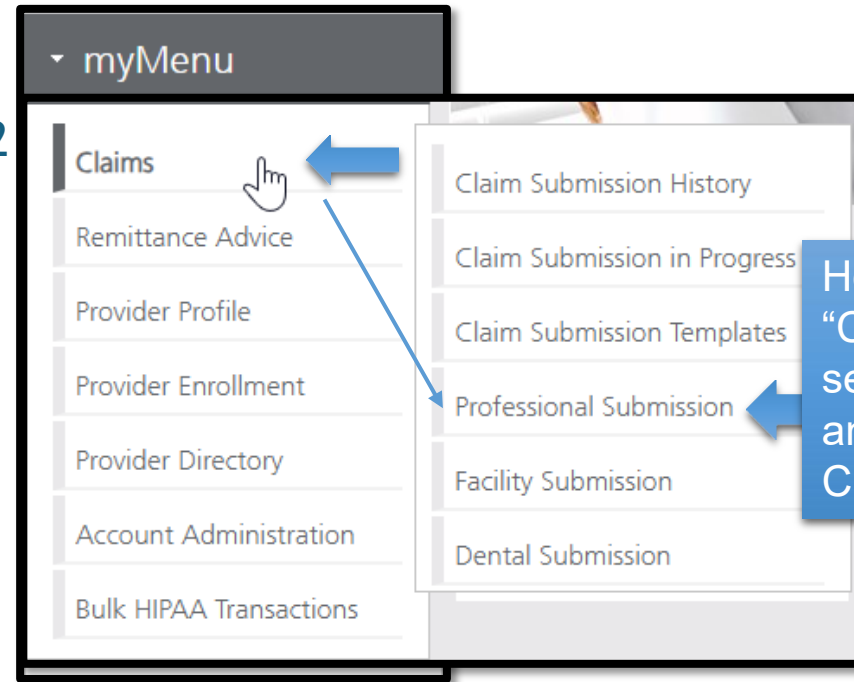 myMenu
2
Claims
Remittance Advice
Provider Profile
Provider Enrollment
Provider Directory
Account Administration
Bulk HIPAA Transactions
Claim Submission History
Claim Submission in Progress
Claim Submission Templates
Professional Submission
Facility Submission
Dental Submission